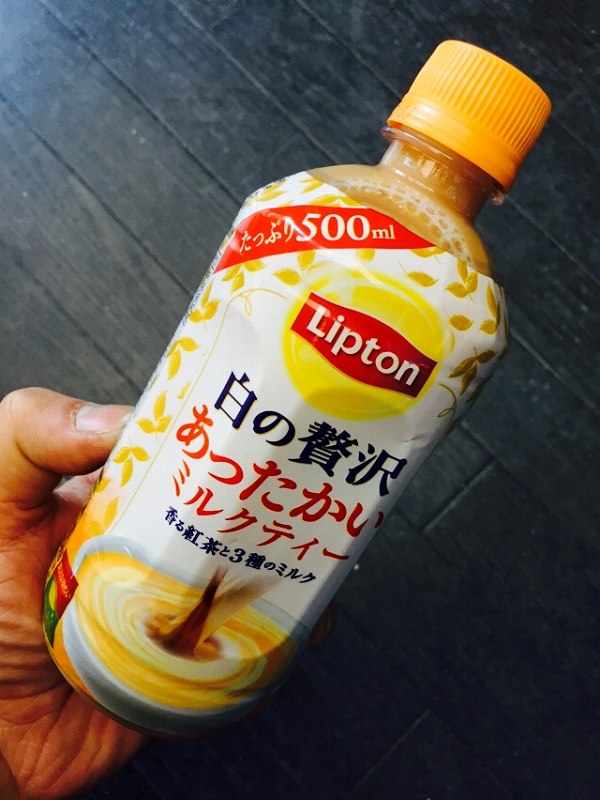 たっぷり500ml
Lipton
白の贅沢
あったかい
ミルクティー
香る紅茶と3種のミルク